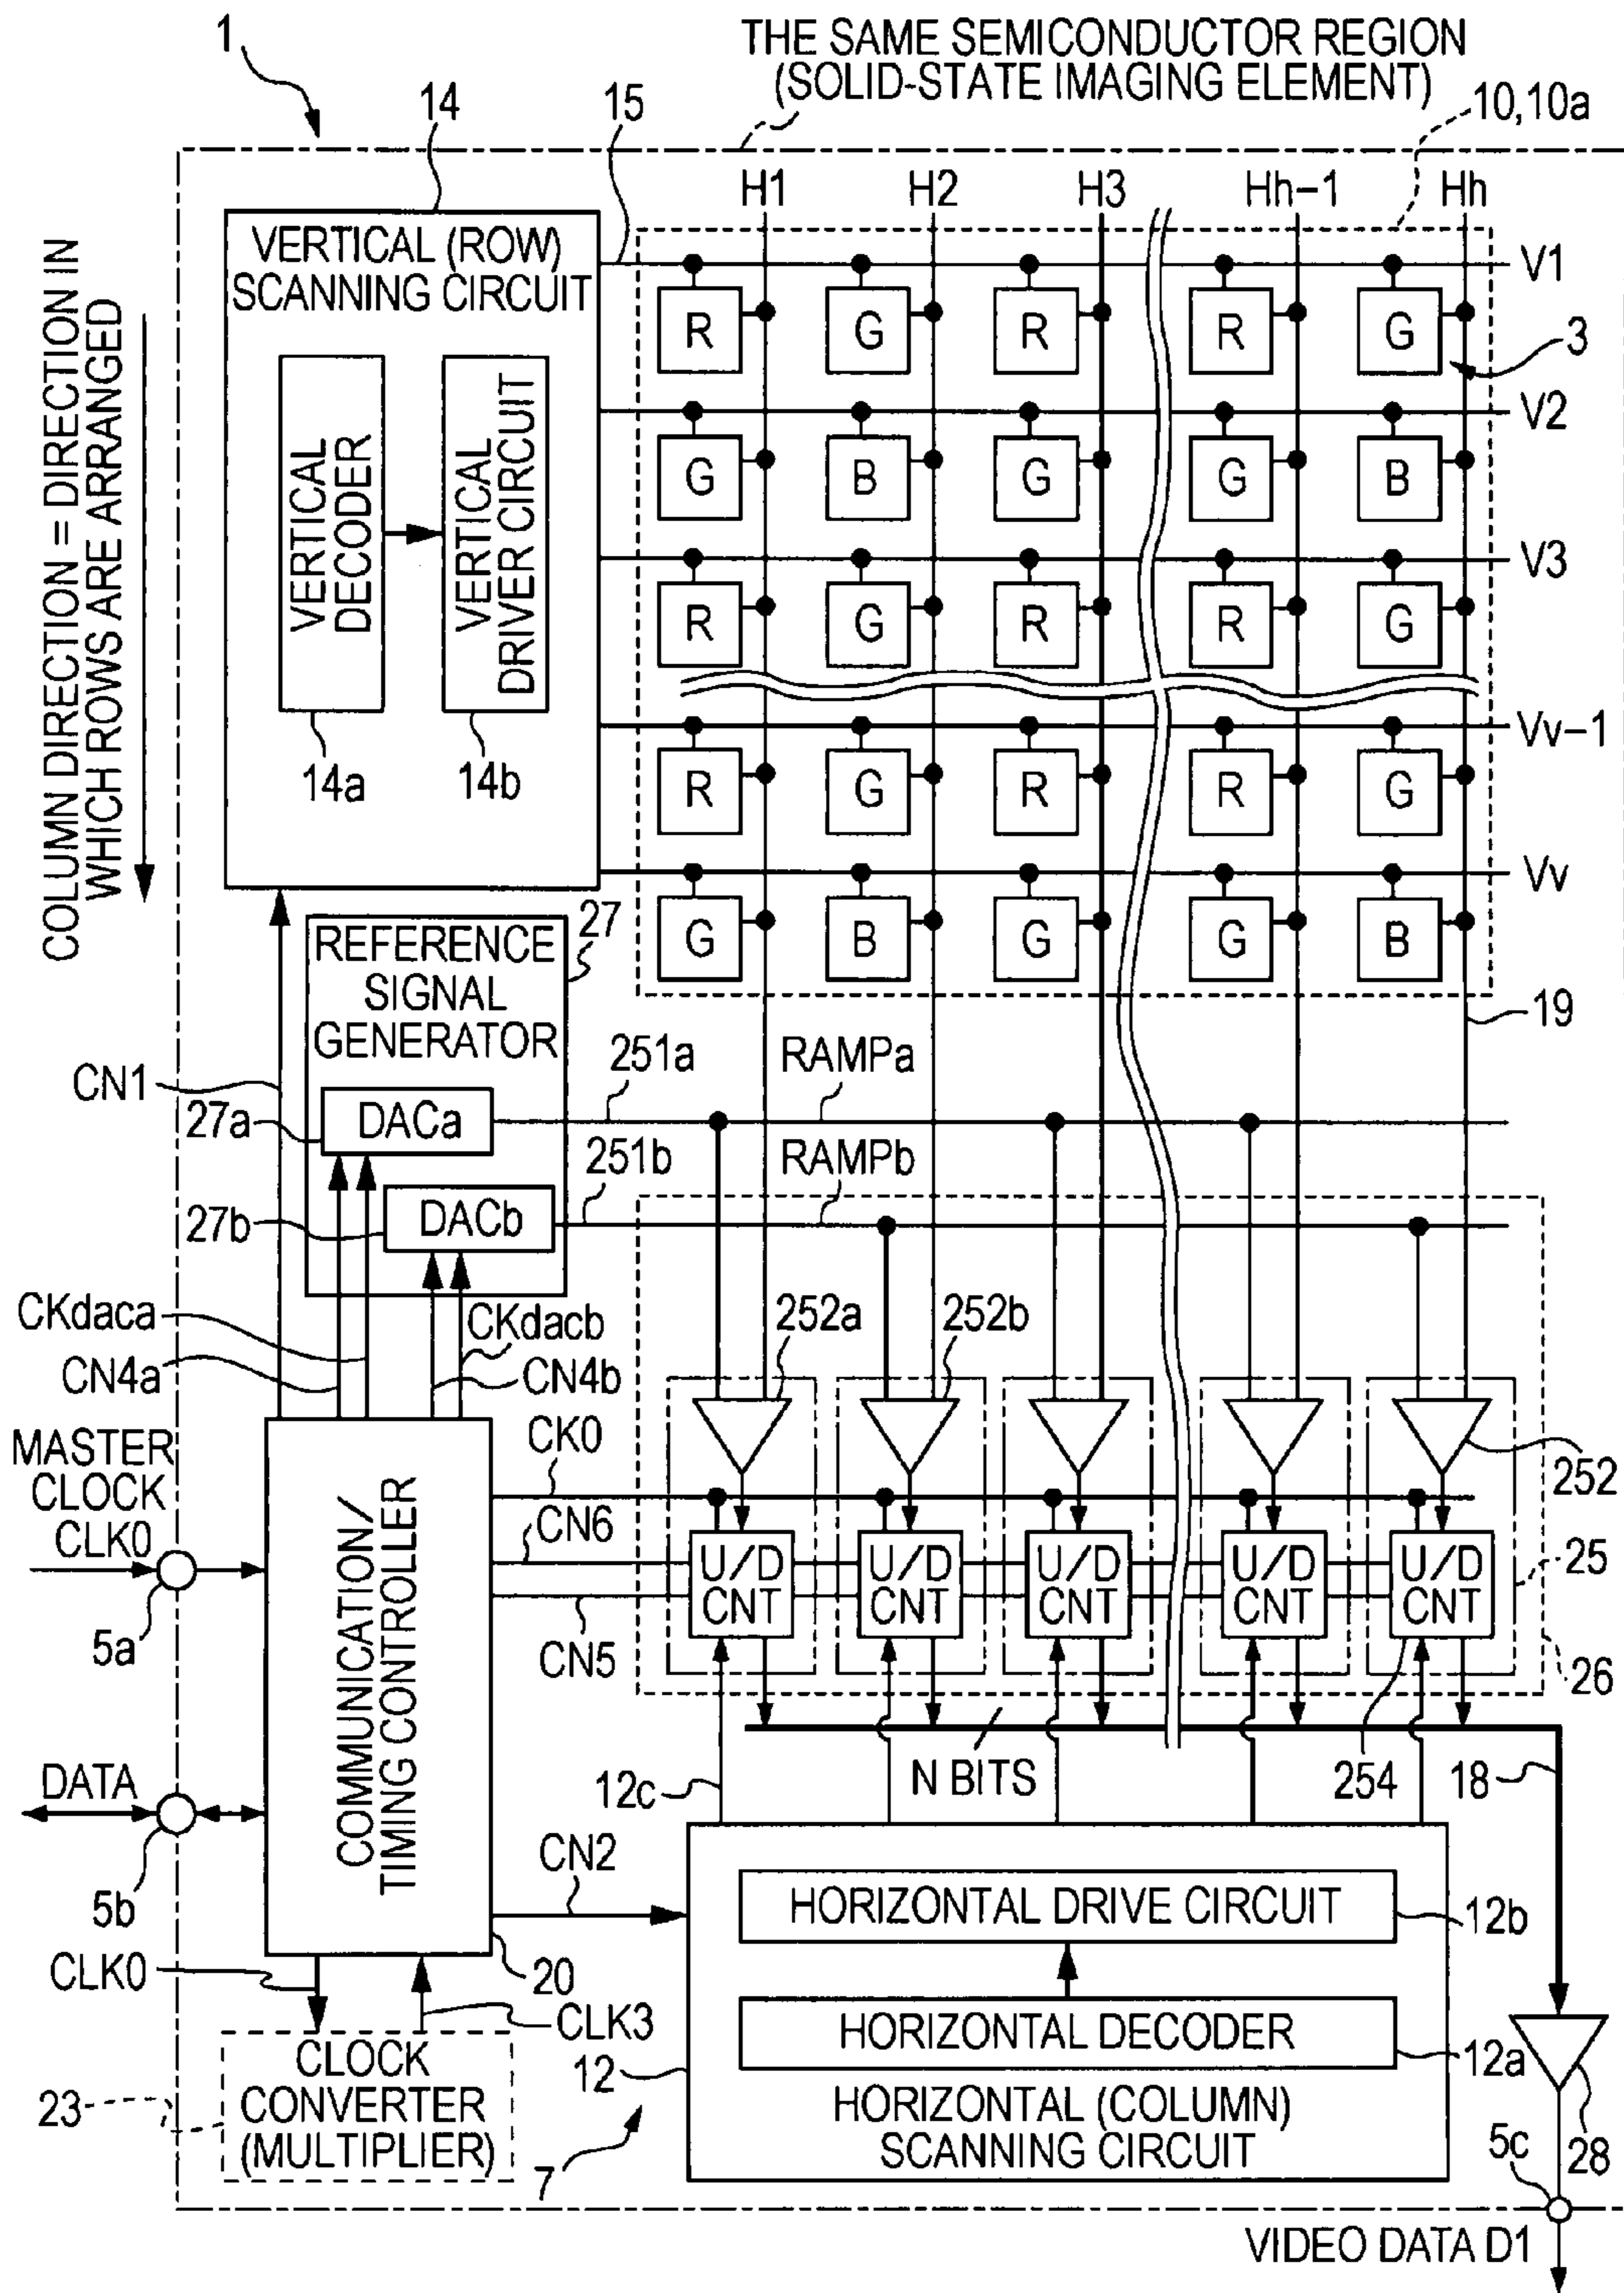 THE SAME SEMICONDUCTOR REGION
(SOLID-STATE IMAGING ELEMENT)
1
14
15
10,10a
H1 H2 H3 Hh-1 Hh
COLUMN DIRECTION = DIRECTION IN
WHICH ROWS ARE ARRANGED
VERTICAL (ROW)
SCANNING CIRCUIT
VERTICAL
DECODER
VERTICAL
DRIVER CIRCUIT
14a
14b
V1
R G R R G
3
V2
G B G G B
V3
R G R R G
Vv-1
R G R R G
Vv
G B G G B
REFERENCE
SIGNAL
GENERATOR
27
19
CN1
251a
RAMPa
27a
DACa
251b
RAMPb
27b
DACb
CKdaca
CN4a
CKdacb
CN4b
252a
252b
252
MASTER
CLOCK
CLK0
5a
CK0
CN6
CN5
U/D
CNT
U/D
CNT
U/D
CNT
U/D
CNT
U/D
CNT
25
26
COMMUNICATION/
TIMING CONTROLLER
DATA
5b
12c
N BITS
254
18
CN2
HORIZONTAL DRIVE CIRCUIT
12b
20
CLK0
CLK3
HORIZONTAL DECODER
12a
12
HORIZONTAL (COLUMN)
SCANNING CIRCUIT
CLOCK
CONVERTER
(MULTIPLIER)
23
7
28
5c
VIDEO DATA D1